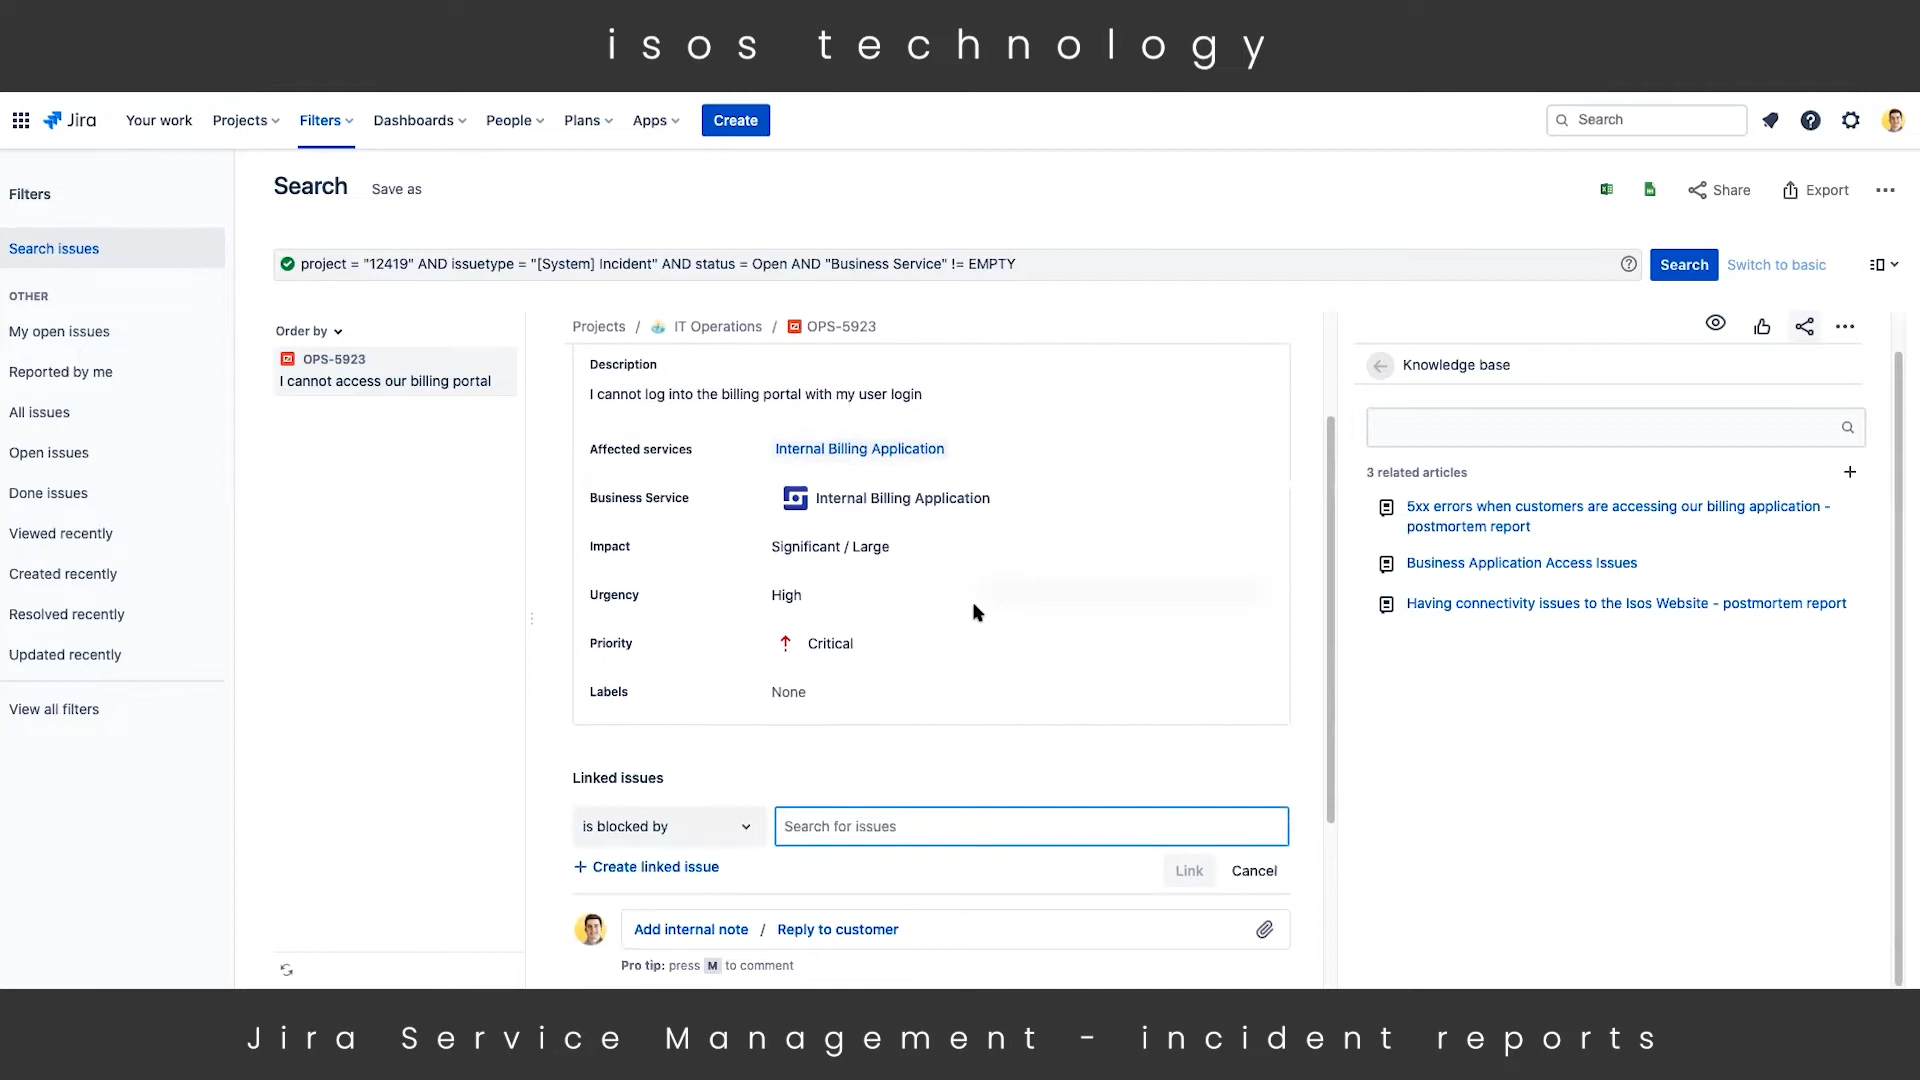 isos technology
Jira
Your work
Projects
Filters
Dashboards
People
Plans
Apps
Create
Search
Filters
Search issues
OTHER
My open issues
Reported by me
All issues
Open issues
Done issues
Viewed recently
Created recently
Resolved recently
Updated recently
View all filters
Search
Save as
Share
Export
project = "12419" AND issuetype = "[System] Incident" AND status = Open AND "Business Service" != EMPTY
Search
Switch to basic
Order by
OPS-5923
I cannot access our billing portal
Projects / IT Operations / OPS-5923
Description
I cannot log into the billing portal with my user login
Affected services
Internal Billing Application
Business Service
Internal Billing Application
Impact
Significant / Large
Urgency
High
Priority
Critical
Labels
None
Linked issues
is blocked by
Search for issues
+ Create linked issue
Link
Cancel
Add internal note / Reply to customer
Pro tip: press M to comment
Knowledge base
3 related articles
5xx errors when customers are accessing our billing application -
postmortem report
Business Application Access Issues
Having connectivity issues to the Isos Website - postmortem report
Jira Service Management - incident reports